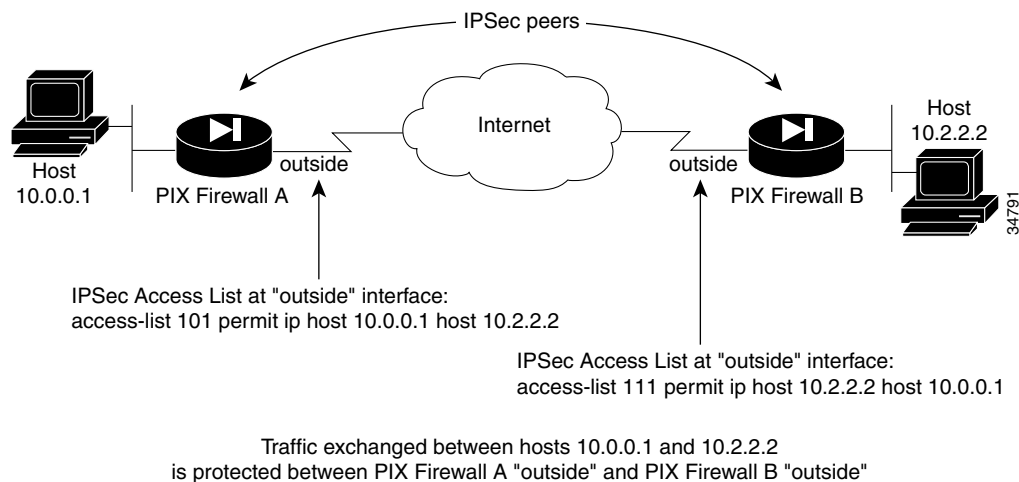 IPSec peers
Internet
Host
10.0.0.1
PIX Firewall A
outside
outside
PIX Firewall B
Host
10.2.2.2
34791
IPSec Access List at "outside" interface:
access-list 101 permit ip host 10.0.0.1 host 10.2.2.2
IPSec Access List at "outside" interface:
access-list 111 permit ip host 10.2.2.2 host 10.0.0.1
Traffic exchanged between hosts 10.0.0.1 and 10.2.2.2
is protected between PIX Firewall A "outside" and PIX Firewall B "outside"